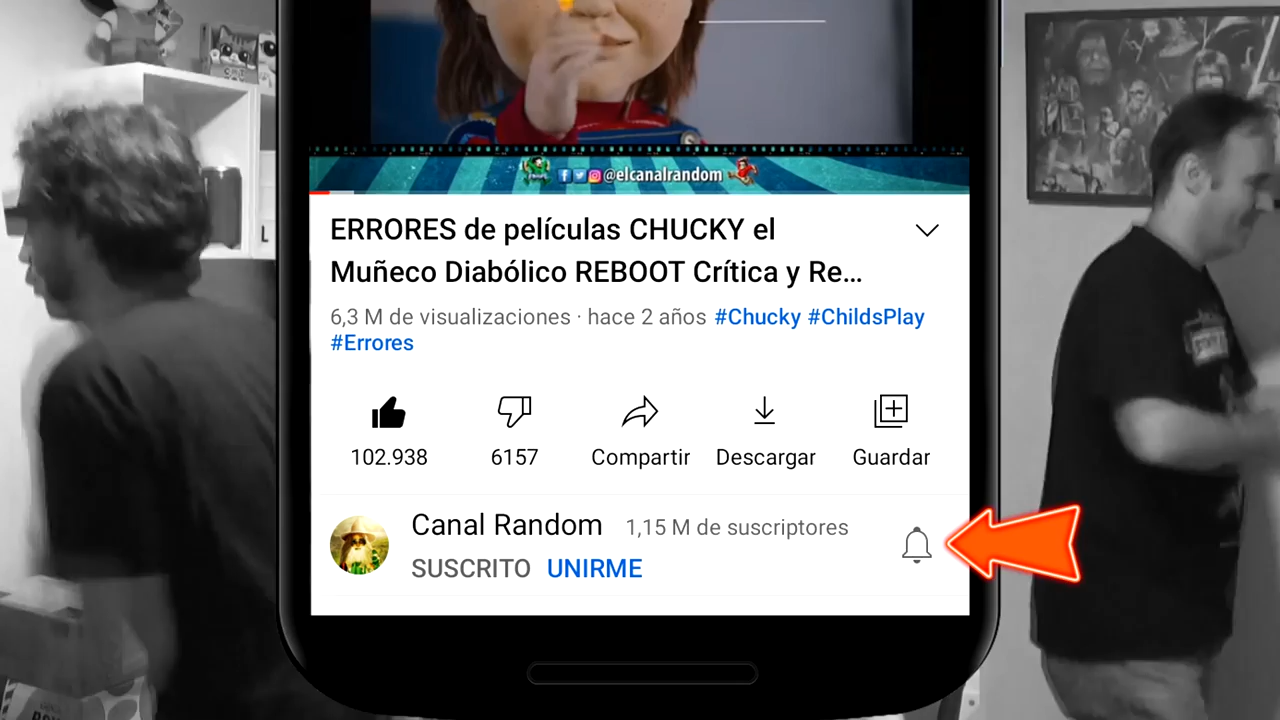 @elcanalrandom
ERRORES de películas CHUCKY el
Muñeco Diabólico REBOOT Crítica y Re...
6,3 M de visualizaciones · hace 2 años #Chucky #ChildsPlay
#Errores
102.938 6157 Compartir Descargar Guardar
Canal Random 1,15 M de suscriptores
SUSCRITO UNIRME